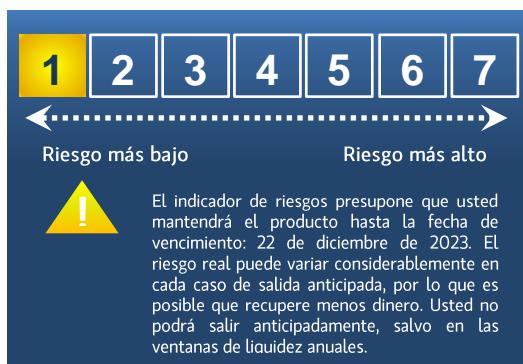 1 2 3 4 5 6 7
Riesgo más bajo Riesgo más alto
!
El indicador de riesgos presupone que usted
mantendrá el producto hasta la fecha de
vencimiento: 22 de diciembre de 2023. El
riesgo real puede variar considerablemente en
cada caso de salida anticipada, por lo que es
posible que recupere menos dinero. Usted no
podrá salir anticipadamente, salvo en las
ventanas de liquidez anuales.